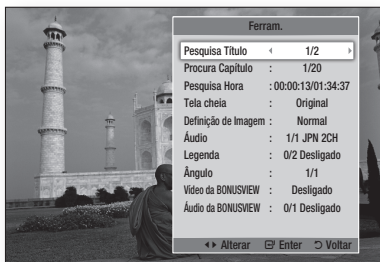 Ferram.
Pesquisa Título 1/2
Procura Capítulo : 1/20
Pesquisa Hora : 00:00:13/01:34:37
Tela cheia : Original
Definição de Imagem : Normal
Áudio : 1/1 JPN 2CH
Legenda : 0/2 Desligado
Ângulo : 1/1
Vídeo da BONUSVIEW : Desligado
Áudio da BONUSVIEW : 0/1 Desligado
Alterar Enter Voltar